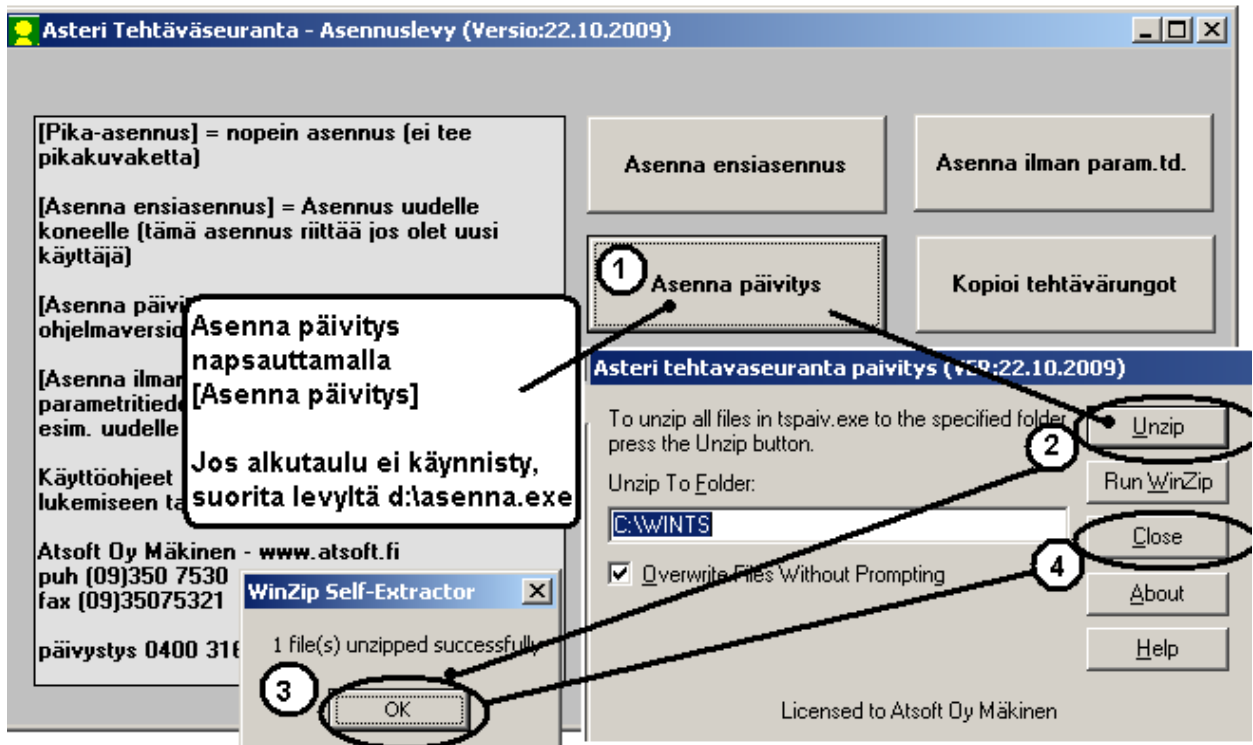 Asteri Tehtäväseuranta - Asennuslevy (Versio:22.10.2009)
[Pika-asennus] = nopein asennus (ei tee
pikakuvaketta)
[Asenna ensiasennus] = Asennus uudelle
koneelle (tämä asennus riittää jos olet uusi
käyttäjä)
[Asenna
[Asenna
esim. uudelle
Käyttöohjeet
lukemiseen
Atsoft Oy Mäkinen - www.atsoft.fi
puh (09)350 7530
fax (09)35075321
päivystys 0400
Asenna ensiasennus
Asenna ilman param.td.
1
Asenna päivitys
Kopioi tehtävärungot
Asenna päivitys
napsauttamalla
[Asenna päivitys]
Jos alkutaulu ei käynnisty,
suorita levyltä d:\asenna.exe
Asteri tehtavaseuranta paivitys (VER:22.10.2009)
To unzip all files in tspaiv.exe to the specified folder
press the Unzip button.
Unzip To Folder:
C:\WINTS
Overwrite Files Without Prompting
2
Unzip
Run WinZip
Close
4
About
Help
Licensed to Atsoft Oy Mäkinen
WinZip Self-Extractor
1 file(s) unzipped successfully
3
OK